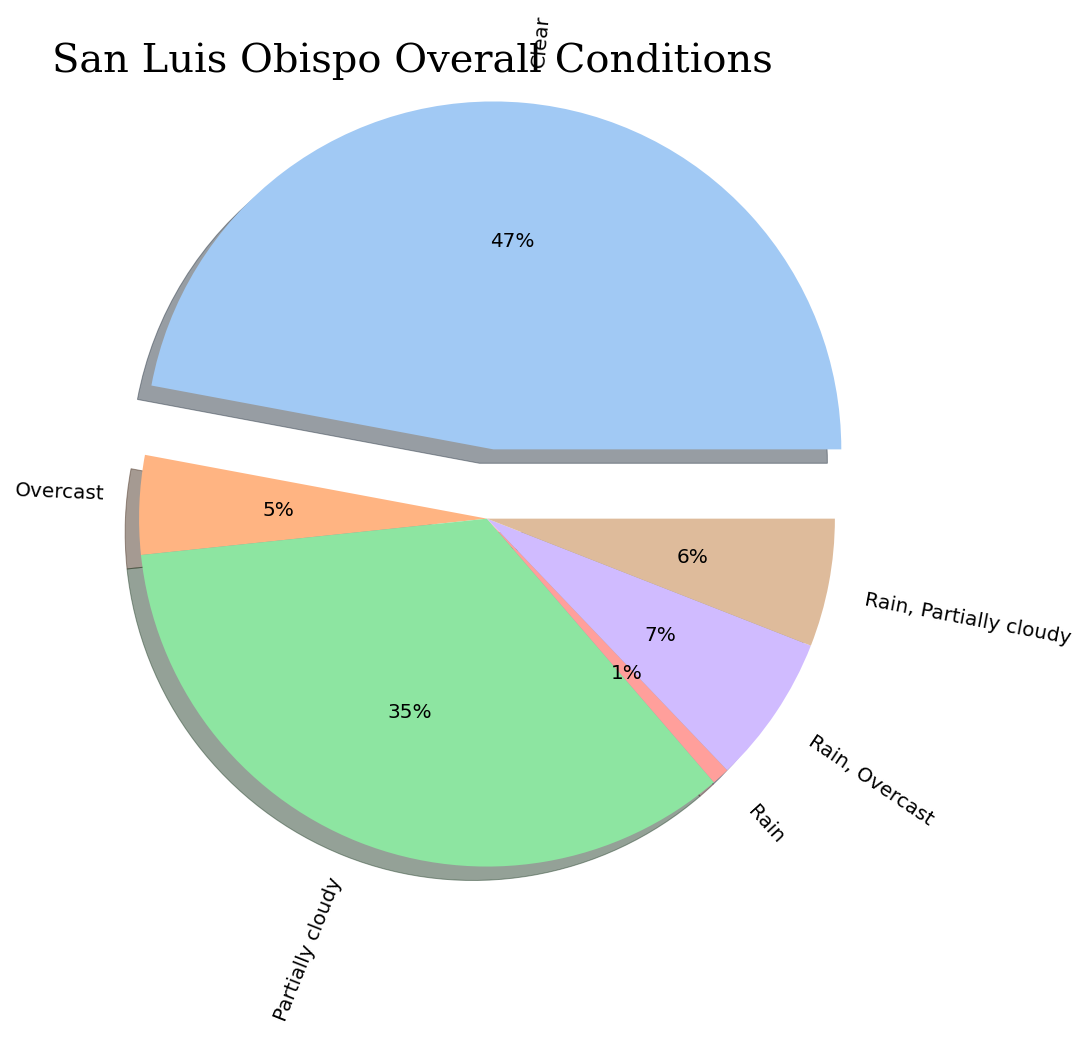 Clear
San Luis Obispo Overall Conditions
47%
Overcast
5%
6%
Rain, Partially cloudy
7%
1%
35%
Rain, Overcast
Rain
Partially cloudy